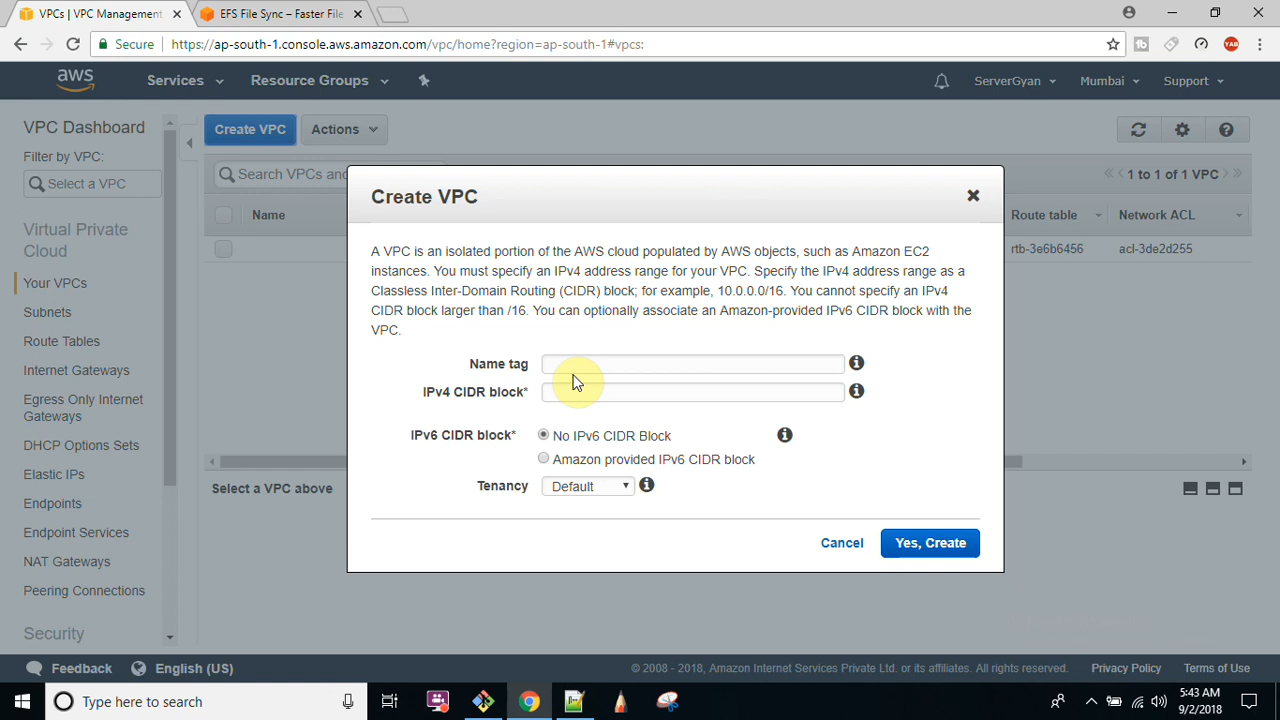 VPCs | VPC Management
EFS File Sync – Faster File
Secure
https://ap-south-1.console.aws.amazon.com/vpc/home?region=ap-south-1#vpcs:
aws
Services
Resource Groups
ServerGyan
Mumbai
Support
VPC Dashboard
Filter by VPC:
Select a VPC
Virtual Private
Cloud
Your VPCs
Subnets
Route Tables
Internet Gateways
Egress Only Internet
Gateways
DHCP Options Sets
Elastic IPs
Endpoints
Endpoint Services
NAT Gateways
Peering Connections
Security
Create VPC
Actions
Search VPCs and
1 to 1 of 1 VPC
Name
Route table
Network ACL
rtb-3e6b6456
acl-3de2d255
Select a VPC above
Create VPC
A VPC is an isolated portion of the AWS cloud populated by AWS objects, such as Amazon EC2
instances. You must specify an IPv4 address range for your VPC. Specify the IPv4 address range as a
Classless Inter-Domain Routing (CIDR) block; for example, 10.0.0.0/16. You cannot specify an IPv4
CIDR block larger than /16. You can optionally associate an Amazon-provided IPv6 CIDR block with the
VPC.
Name tag
IPv4 CIDR block*
IPv6 CIDR block*
No IPv6 CIDR Block
Amazon provided IPv6 CIDR block
Tenancy
Default
Cancel
Yes, Create
Feedback
English (US)
© 2008 - 2018, Amazon Internet Services Private Ltd. or its affiliates. All rights reserved.
Privacy Policy
Terms of Use
Type here to search
5:43 AM
9/2/2018